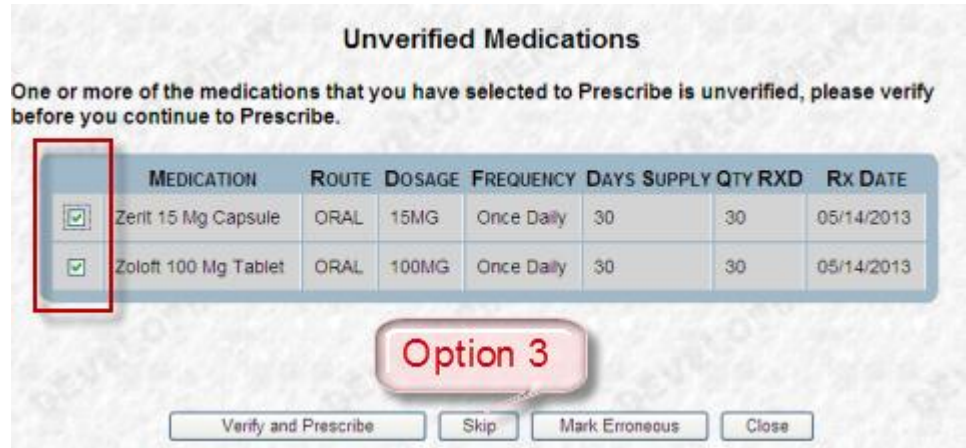 Unverified Medications
One or more of the medications that you have selected to Prescribe is unverified, please verify
before you continue to Prescribe.
MEDICATION ROUTE DOSAGE FREQUENCY DAYS SUPPLY QTY RXD RX DATE
Zerit 15 Mg Capsule ORAL 15MG Once Daily 30 30 05/14/2013
Zoloft 100 Mg Tablet ORAL 100MG Once Daily 30 30 05/14/2013
Option 3
Verify and Prescribe Skip Mark Erroneous Close